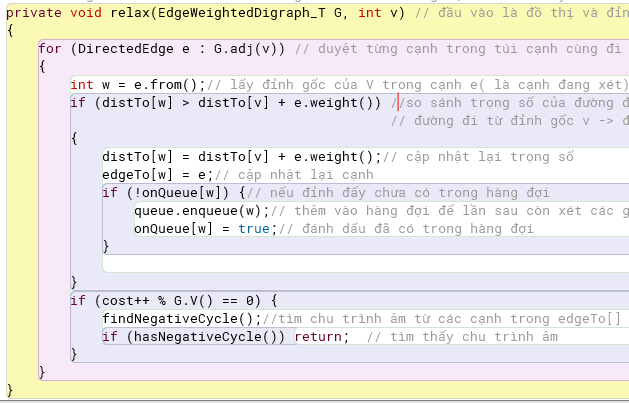 private void relax(EdgeWeightedDigraph_T G, int v) // đầu vào là đồ thị và đỉn
{
for (DirectedEdge e : G.adj(v)) // duyệt từng cạnh trong túi cạnh cùng đi
{
int w = e.from();// lấy đỉnh gốc của V trong cạnh e( là cạnh đang xét)
if (distTo[w] > distTo[v] + e.weight()) //so sánh trọng số của đường đ
// đường đi từ đỉnh gốc v -> đ
{
distTo[w] = distTo[v] + e.weight();// cập nhật lại trọng số
edgeTo[w] = e;// cập nhật lại cạnh
if (!onQueue[w]) {// nếu đỉnh đấy chưa có trong hàng đợi
queue.enqueue(w);// thêm vào hàng đợi để lần sau còn xét các g
onQueue[w] = true;// đánh dấu đã có trong hàng đợi
}
}
if (cost++ % G.V() == 0) {
findNegativeCycle();//tìm chu trình âm từ các cạnh trong edgeTo[]
if (hasNegativeCycle()) return;  // tìm thấy chu trình âm
}
}
}